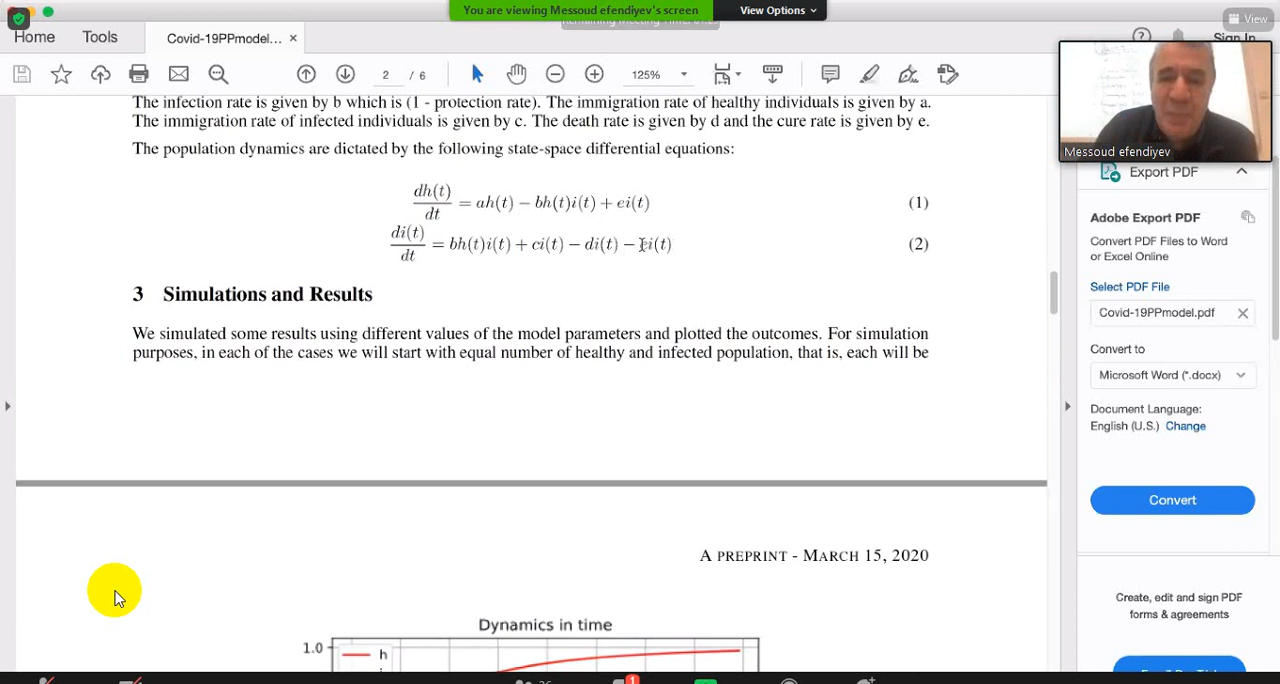 You are viewing Messoud efendiyev's screen
View Options
Remaining Meeting Time:
View
Home
Tools
Covid-19PPmodel... ×
Sign In
2 / 6
125%
Messoud efendiyev
The infection rate is given by b which is (1 - protection rate). The immigration rate of healthy individuals is given by a.
The immigration rate of infected individuals is given by c. The death rate is given by d and the cure rate is given by e.
The population dynamics are dictated by the following state-space differential equations:
dh(t)/dt = ah(t) − bh(t)i(t) + ei(t) (1)
di(t)/dt = bh(t)i(t) + ci(t) − di(t) − ei(t) (2)
3 Simulations and Results
We simulated some results using different values of the model parameters and plotted the outcomes. For simulation
purposes, in each of the cases we will start with equal number of healthy and infected population, that is, each will be
A PREPRINT - MARCH 15, 2020
Dynamics in time
1.0
h
Export PDF
Adobe Export PDF
Convert PDF Files to Word
or Excel Online
Select PDF File
Covid-19PPmodel.pdf
Convert to
Microsoft Word (*.docx)
Document Language:
English (U.S.) Change
Convert
Create, edit and sign PDF
forms & agreements
1